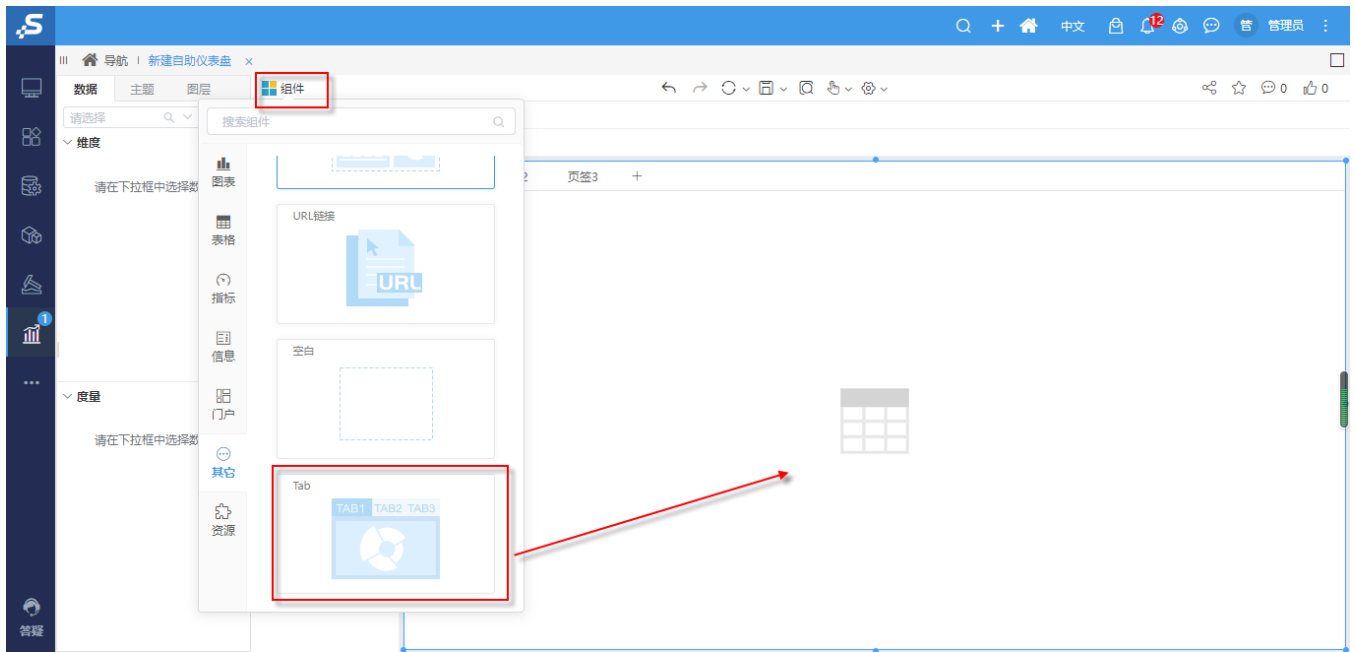 S
中文
12
管
管理员
导航
新建自助仪表盘
数据
主题
图层
组件
0
0
请选择
搜索组件
维度
请在下拉框中选择数
图表
表格
指标
信息
门户
其它
资源
URL链接
URL
空白
Tab
TAB1 TAB2 TAB3
页签3
1
度量
请在下拉框中选择数
答疑